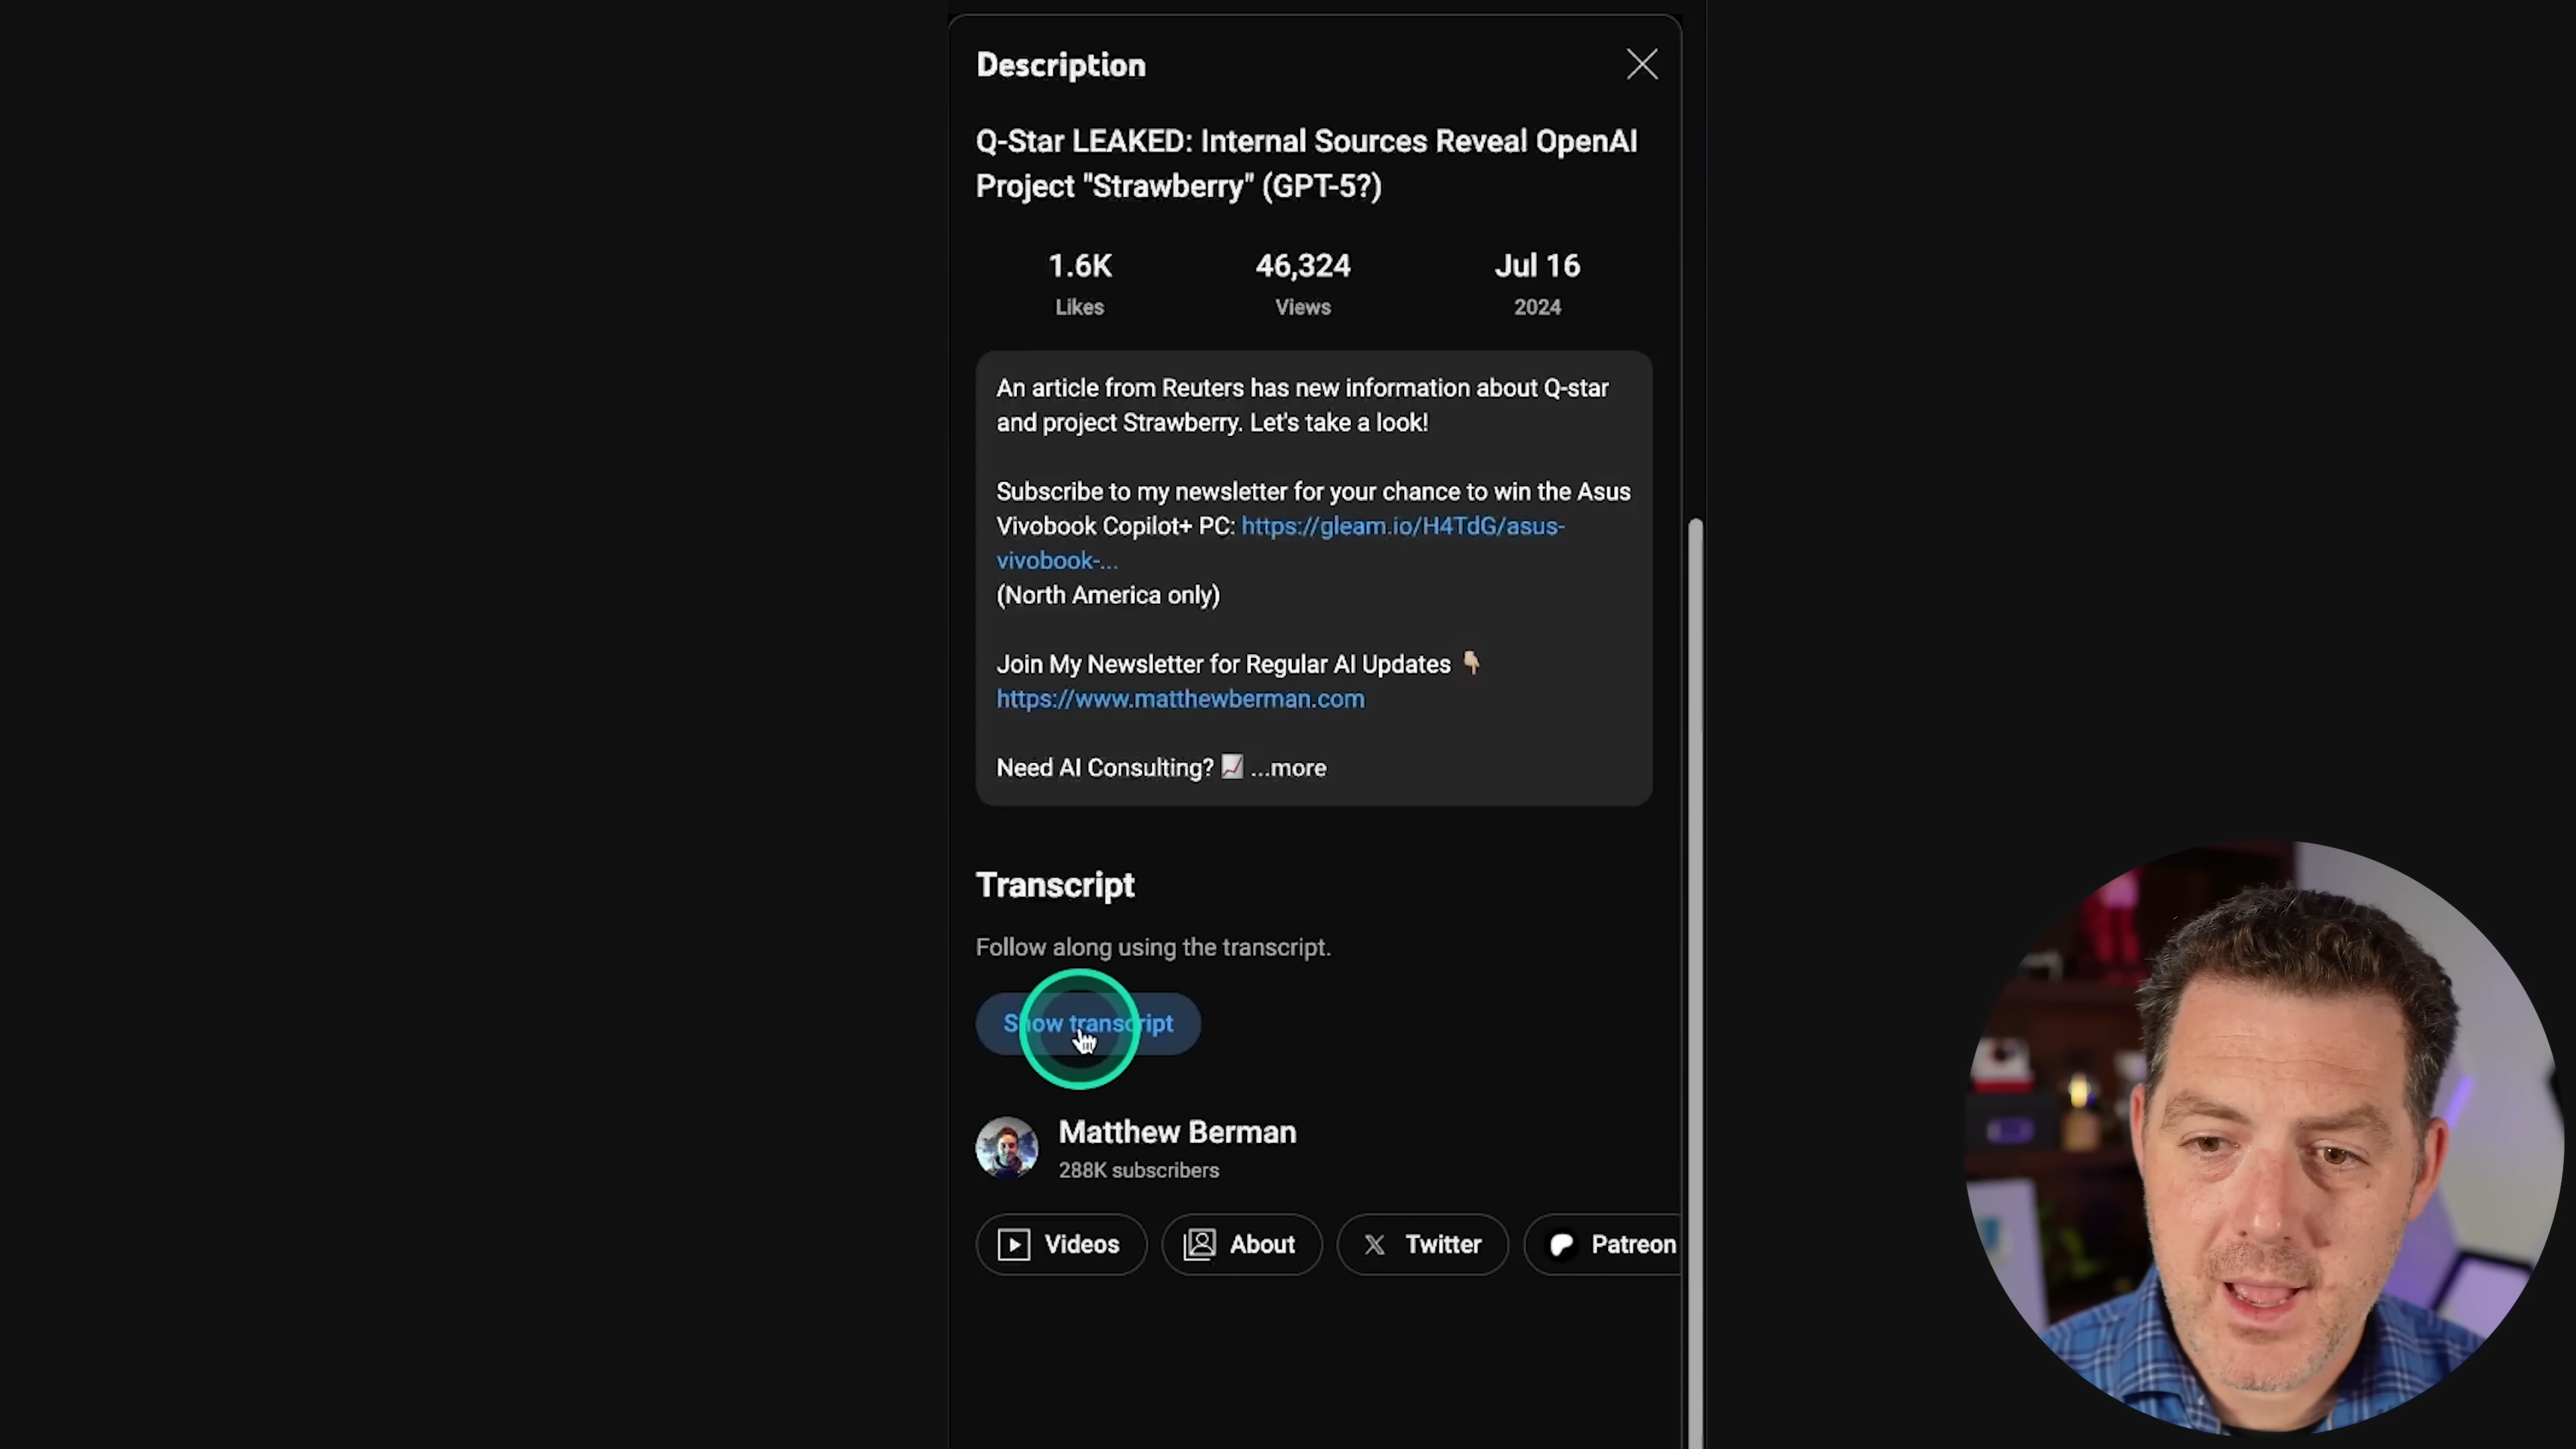 Description
Q-Star LEAKED: Internal Sources Reveal OpenAI
Project "Strawberry" (GPT-5?)
1.6K
Likes
46,324
Views
Jul 16
2024
An article from Reuters has new information about Q-star
and project Strawberry. Let's take a look!
Subscribe to my newsletter for your chance to win the Asus
Vivobook Copilot+ PC: https://gleam.io/H4TdG/asus-
vivobook-...
(North America only)
Join My Newsletter for Regular AI Updates 👇🏼
https://www.matthewberman.com
Need AI Consulting? 📈 ...more
Transcript
Follow along using the transcript.
Show transcript
Matthew Berman
288K subscribers
Videos
About
Twitter
Patreon